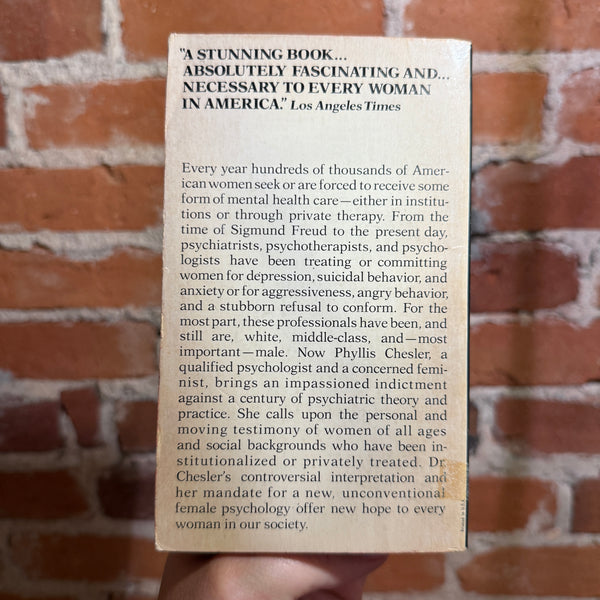 "A STUNNING BOOK...
ABSOLUTELY FASCINATING AND...
NECESSARY TO EVERY WOMAN
IN AMERICA." Los Angeles Times
Every year hundreds of thousands of Amer-
ican women seek or are forced to receive some
form of mental health care—either in institu-
tions or through private therapy. From the
time of Sigmund Freud to the present day,
psychiatrists, psychotherapists, and psycho-
logists have been treating or committing
women for depression, suicidal behavior, and
anxiety or for aggressiveness, angry behavior,
and a stubborn refusal to conform. For the
most part, these professionals have been, and
still are, white, middle-class, and—most
important—male. Now Phyllis Chesler, a
qualified psychologist and a concerned femi-
nist, brings an impassioned indictment
against a century of psychiatric theory and
practice. She calls upon the personal and
moving testimony of women of all ages
and social backgrounds who have been in-
stitutionalized or privately treated. Dr.
Chesler's controversial interpretation and
her mandate for a new, unconventional
female psychology offer new hope to every
woman in our society.
Printed in U.S.A.